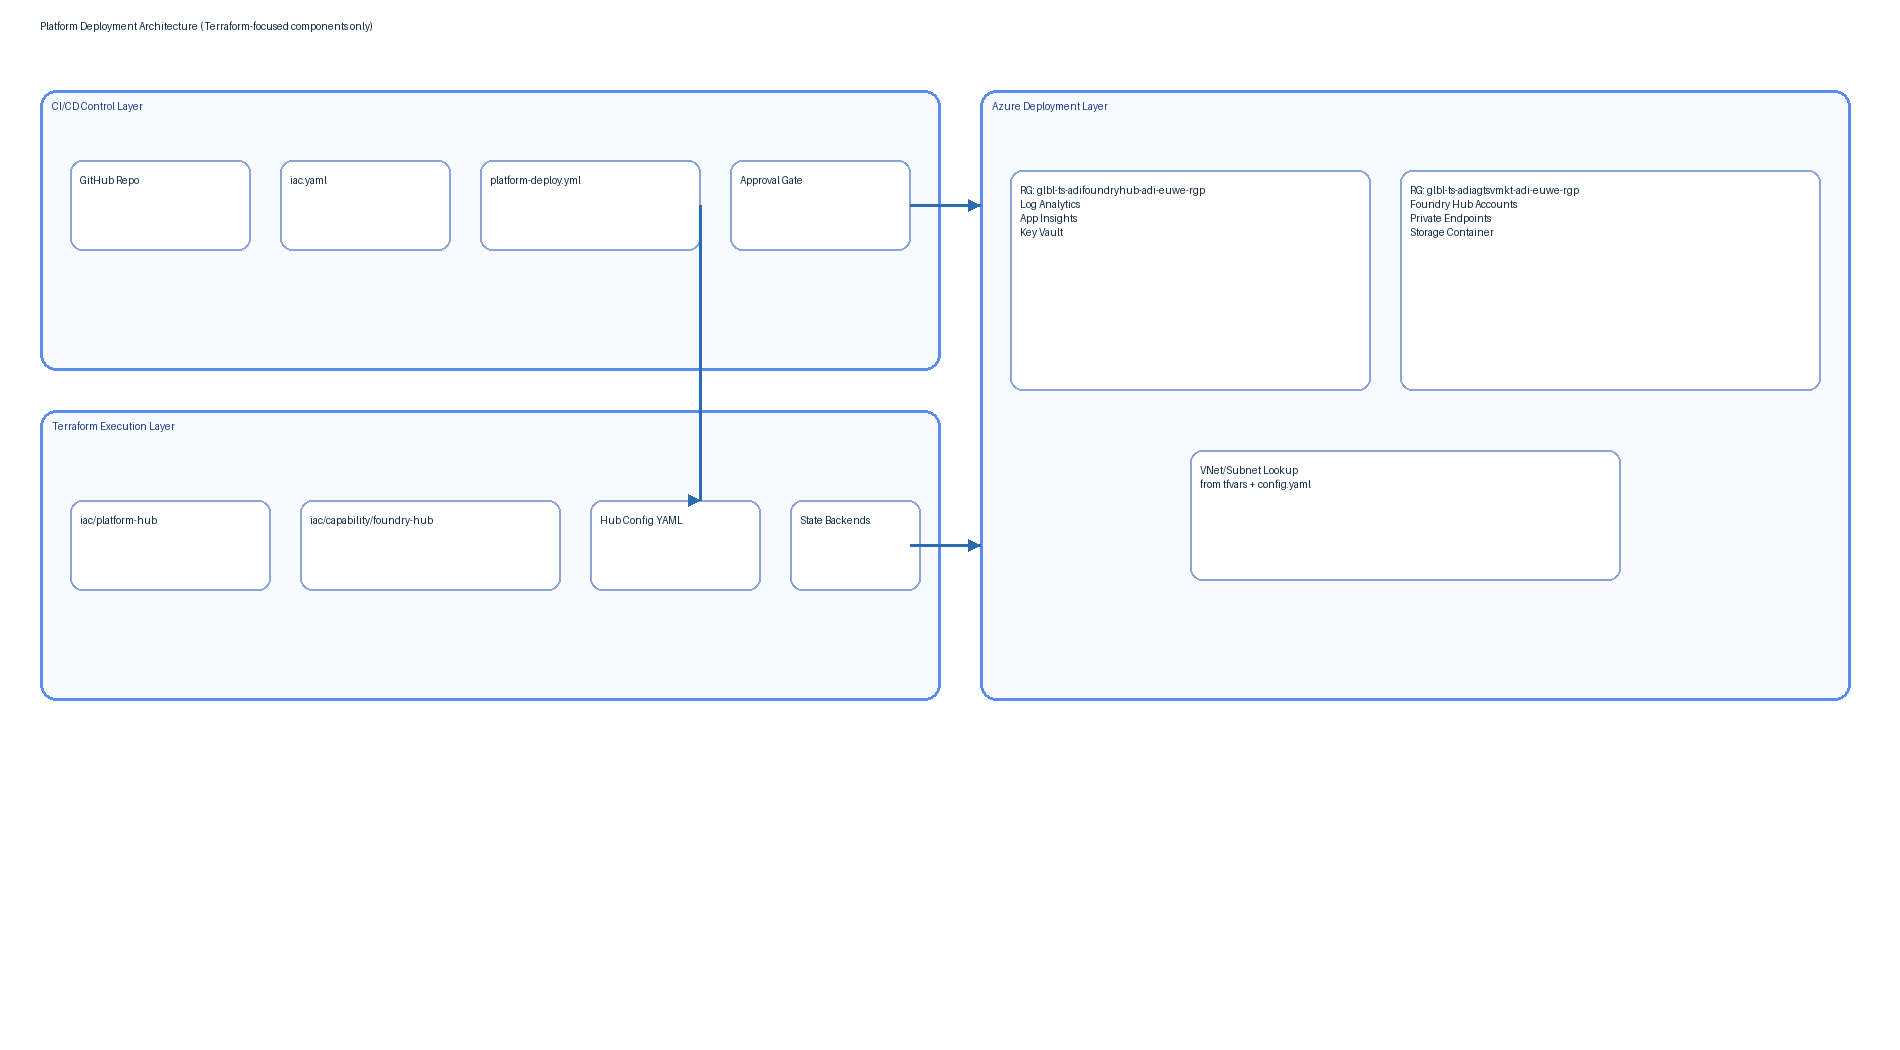 Platform Deployment Architecture (Terraform-focused components only)
CI/CD Control Layer
GitHub Repo
iac.yaml
platform-deploy.yml
Approval Gate
Terraform Execution Layer
iac/platform-hub
iac/capability/foundry-hub
Hub Config YAML
State Backends
Azure Deployment Layer
RG: glbl-ts-adifoundryhub-adi-euwe-rgp
Log Analytics
App Insights
Key Vault
RG: glbl-ts-adiagtsvmkt-adi-euwe-rgp
Foundry Hub Accounts
Private Endpoints
Storage Container
VNet/Subnet Lookup
from tfvars + config.yaml